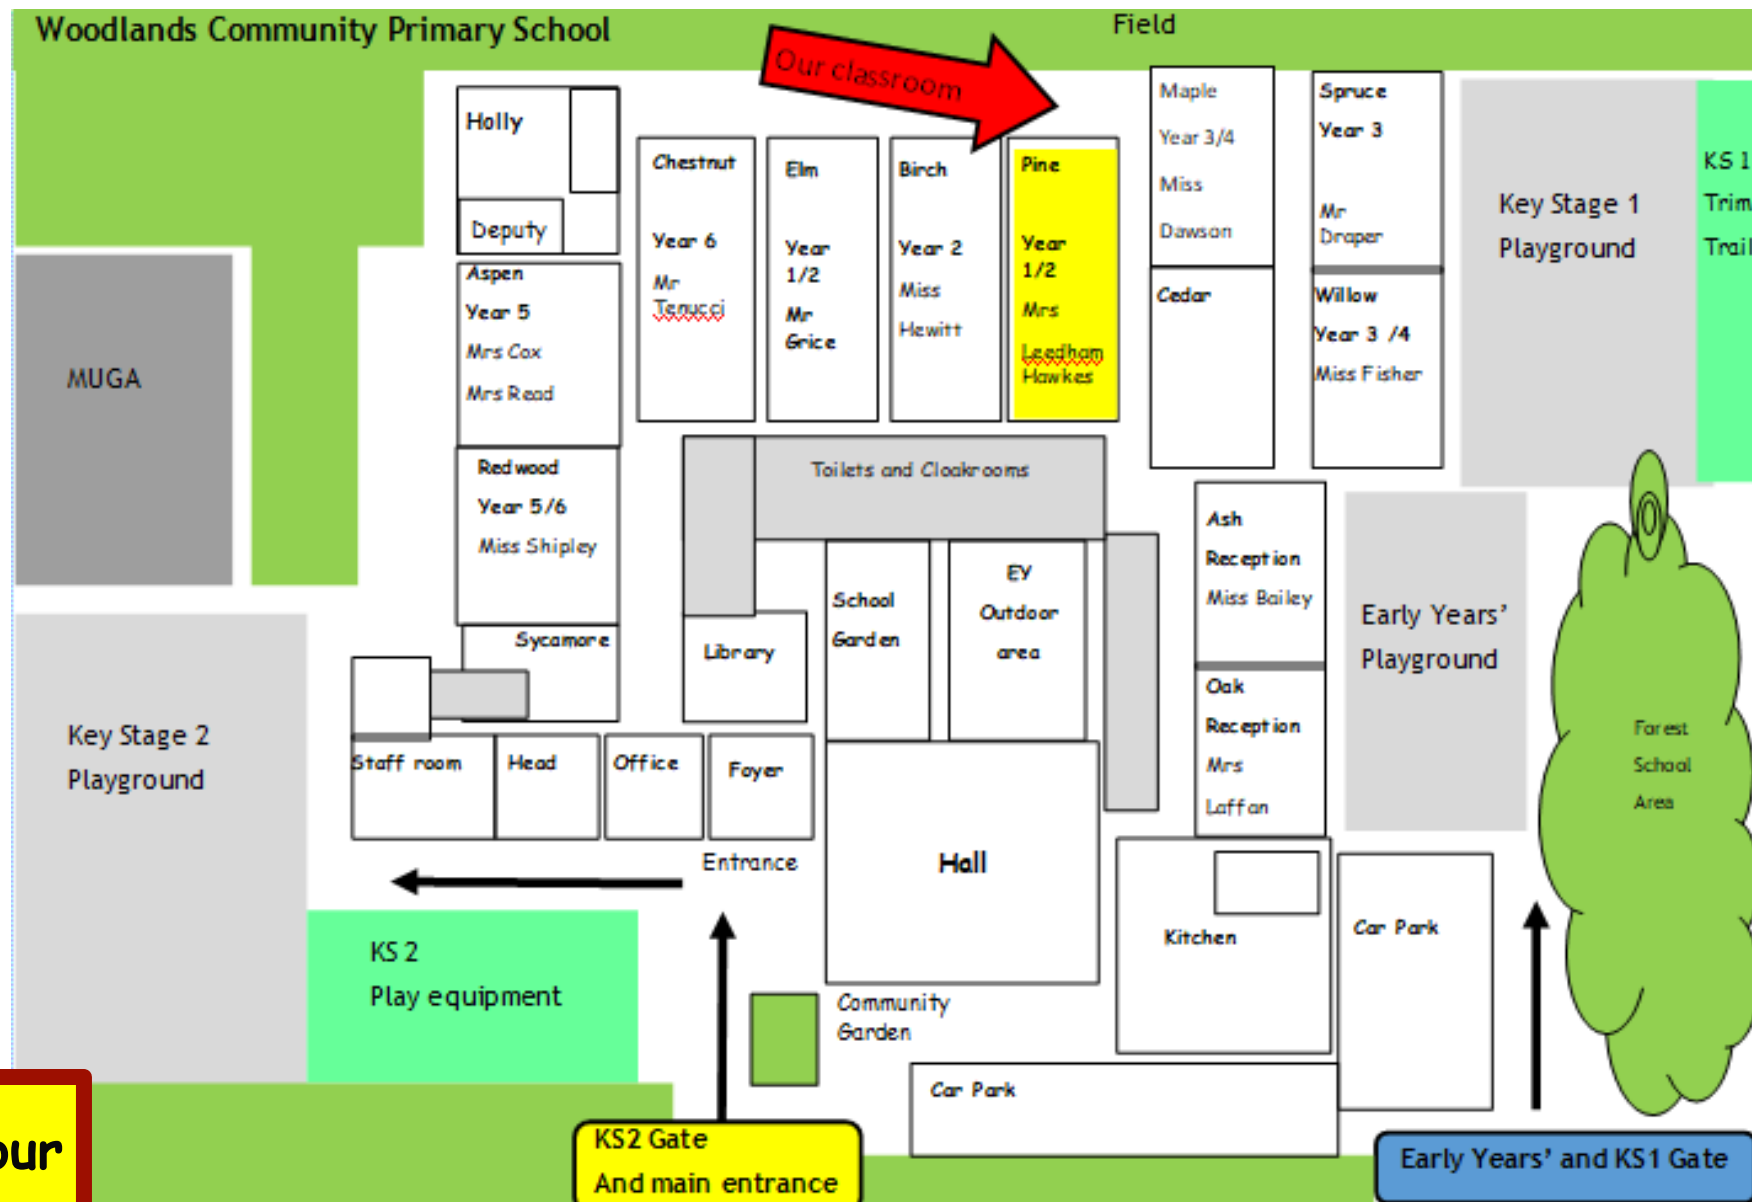 Woodlands Community Primary School
Field
Our classroom
Holly
Deputy
Chestnut
Year 6
Mr
Tenucci
Elm
Year
1/2
Mr
Grice
Birch
Year 2
Miss
Hewitt
Pine
Year
1/2
Mrs
Leedham
Hawkes
Maple
Year 3/4
Miss
Dawson
Spruce
Year 3
Mr
Draper
Key Stage 1
Playground
KS 1
Trim
Trail
MUGA
Aspen
Year 5
Mrs Cox
Mrs Read
Cedar
Willow
Year 3 /4
Miss Fisher
Redwood
Year 5/6
Miss Shipley
Toilets and Cloakrooms
Ash
Reception
Miss Bailey
Sycamore
Library
School
Garden
EY
Outdoor
area
Early Years'
Playground
Oak
Reception
Mrs
Laffan
Forest
School
Area
Key Stage 2
Playground
Staff room
Head
Office
Foyer
Entrance
Hall
Kitchen
Car Park
KS 2
Play equipment
Community
Garden
Car Park
our
KS2 Gate
And main entrance
Early Years' and KS1 Gate